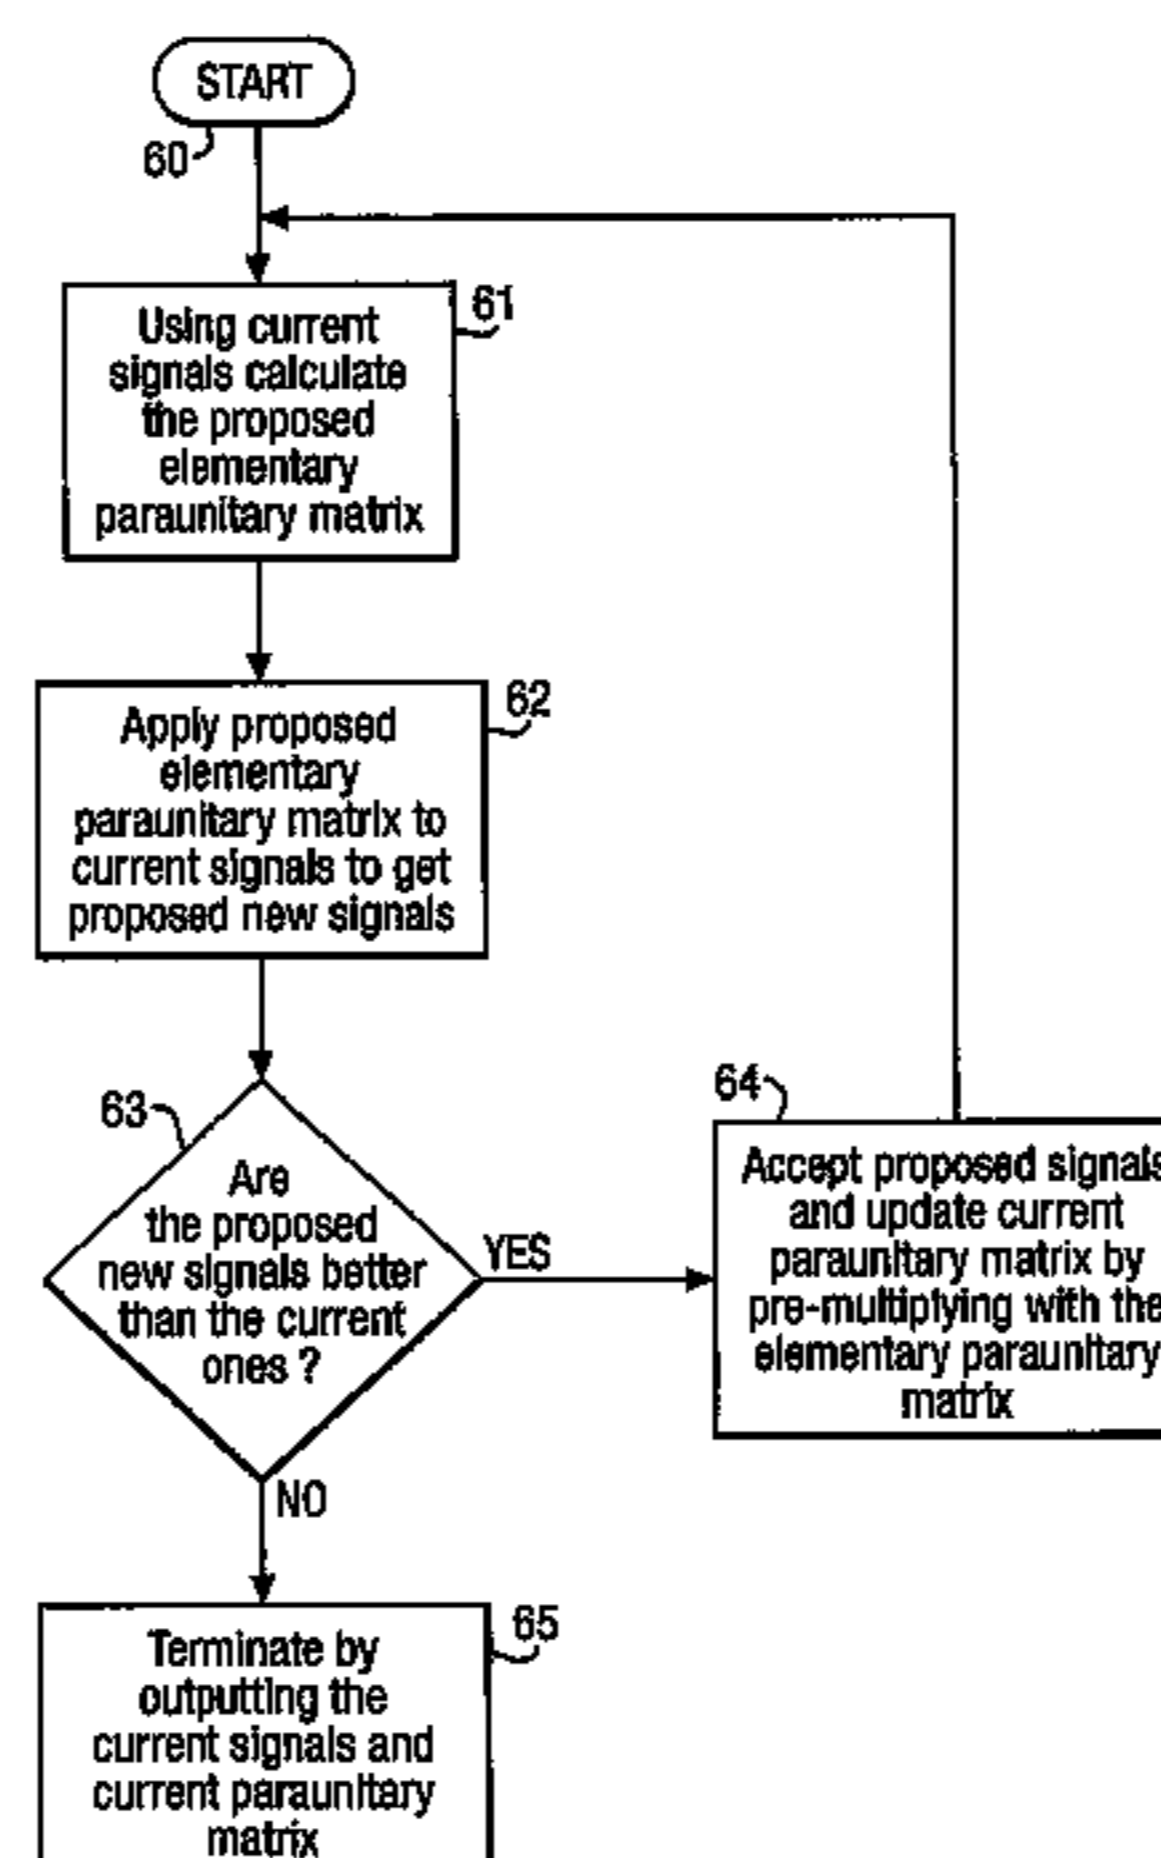 START
60
61
Using current
signals calculate
the proposed
elementary
paraunitary matrix
62
Apply proposed
elementary
paraunitary matrix to
current signals to get
proposed new signals
63
Are
the proposed
new signals better
than the current
ones ?
YES
64
Accept proposed signals
and update current
paraunitary matrix by
pre-multiplying with the
elementary paraunitary
matrix
NO
65
Terminate by
outputting the
current signals and
current paraunitary
matrix